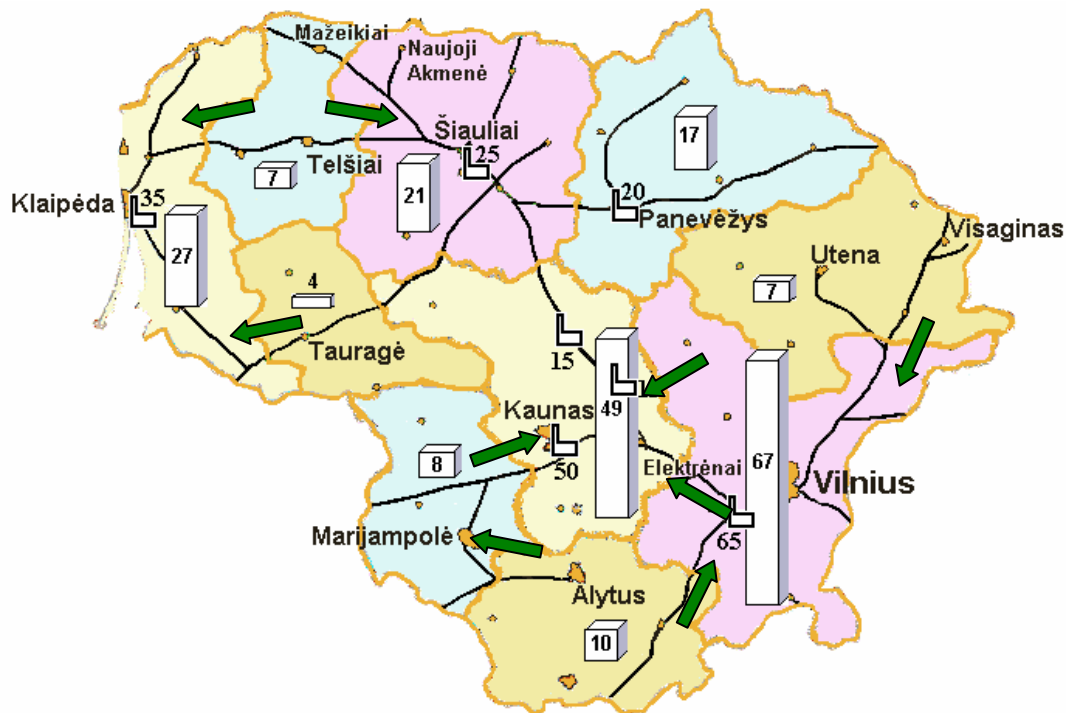 Mažeikiai
Naujoji
Akmenė
Šiauliai
25
17
Telšiai
7
21
20
Klaipėda
35
Panevėžys
Visaginas
27
Utena
4
7
Tauragė
15
49
Kaunas
8
50
Elektrėnai
67
Vilnius
Marijampolė
65
Alytus
10